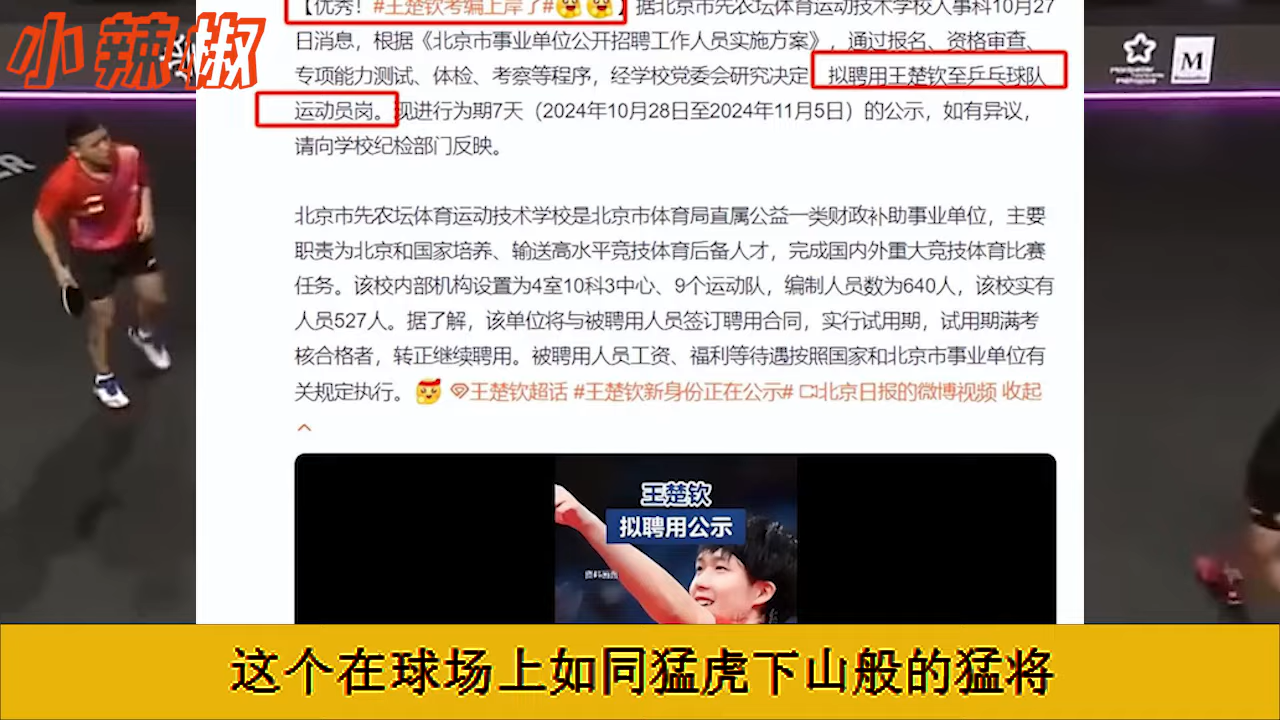 小辣椒
【优秀！#王楚钦考编上岸了#】据北京市先农坛体育运动技术学校人事科10月27
日消息，根据《北京市事业单位公开招聘工作人员实施方案》，通过报名、资格审查、
专项能力测试、体检、考察等程序，经学校党委会研究决定，拟聘用王楚钦至乒乓球队
运动员岗。现进行为期7天（2024年10月28日至2024年11月5日）的公示，如有异议，
请向学校纪检部门反映。
北京市先农坛体育运动技术学校是北京市体育局直属公益一类财政补助事业单位，主要
职责为北京和国家培养、输送高水平竞技体育后备人才，完成国内外重大竞技体育比赛
任务。该校内部机构设置为4室10科3中心、9个运动队，编制人员数为640人，该校实有
人员527人。据了解，该单位将与被聘用人员签订聘用合同，实行试用期，试用期满考
核合格者，转正继续聘用。被聘用人员工资、福利等待遇按照国家和北京市事业单位有
关规定执行。 王楚钦超话 #王楚钦新身份正在公示# 北京日报的微博视频 收起
王楚钦
拟聘用公示
资料画面
M
这个在球场上如同猛虎下山般的猛将